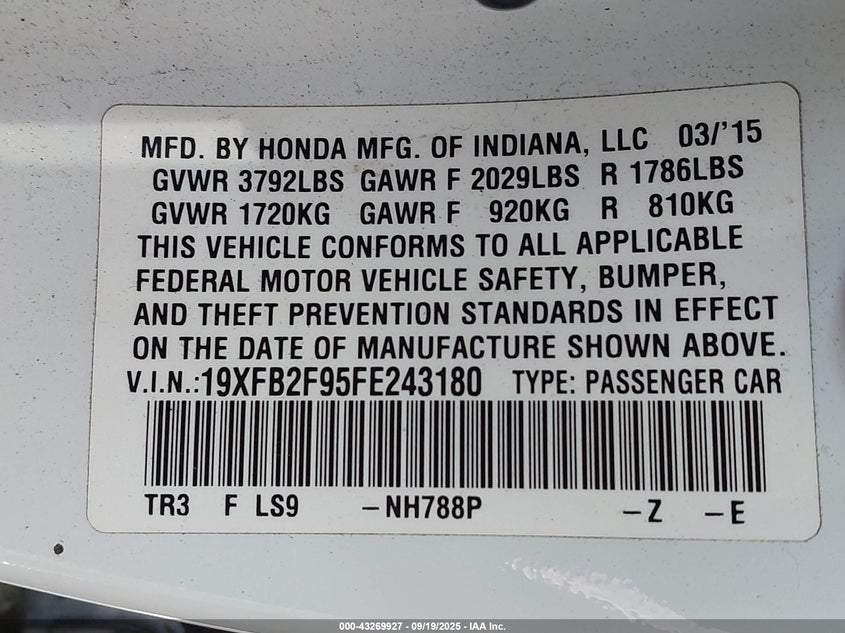 MFD. BY HONDA MFG. OF INDIANA, LLC 03/'15
GVWR 3792LBS GAWR F 2029LBS R 1786LBS
GVWR 1720KG GAWR F 920KG R 810KG
THIS VEHICLE CONFORMS TO ALL APPLICABLE
FEDERAL MOTOR VEHICLE SAFETY, BUMPER,
AND THEFT PREVENTION STANDARDS IN EFFECT
ON THE DATE OF MANUFACTURE SHOWN ABOVE.
V.I.N.:19XFB2F95FE243180 TYPE: PASSENGER CAR
TR3 F LS9 -NH788P -Z -E
000-43269927 - 09/19/2025 - IAA Inc.